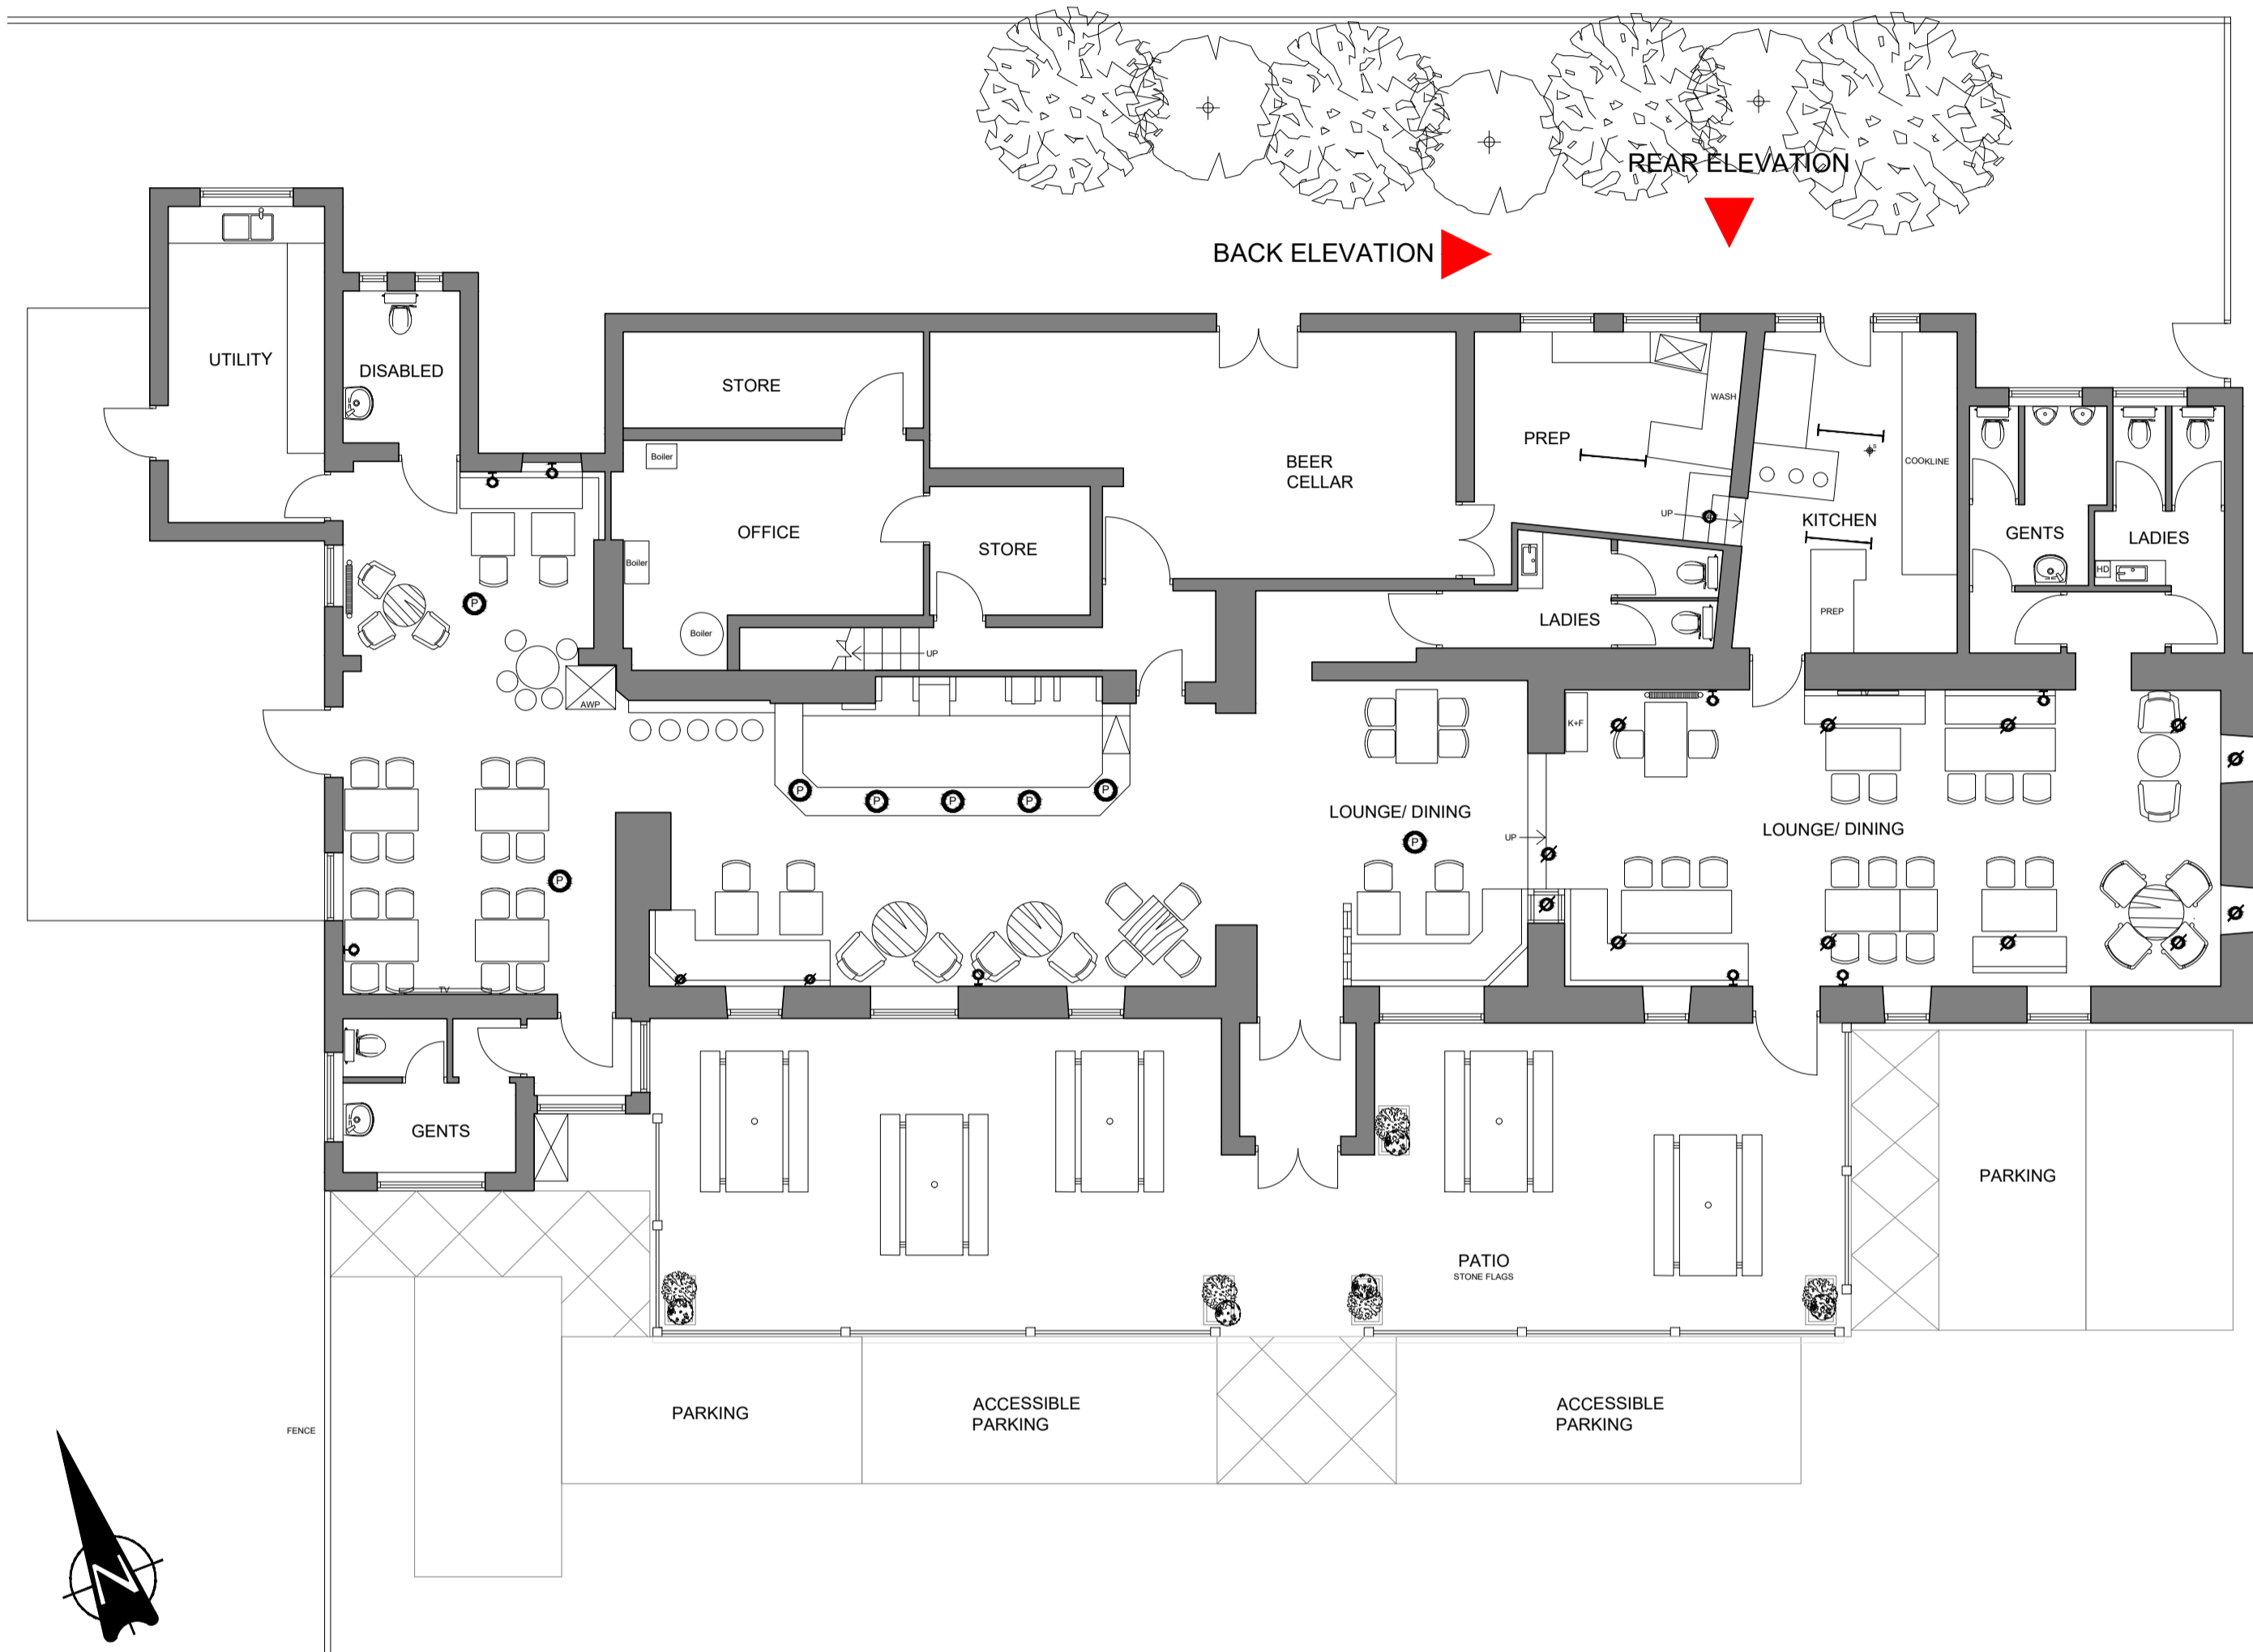 REAR ELEVATION
BACK ELEVATION
UTILITY
DISABLED
STORE
WASH
PREP
BEER
CELLAR
COOKLINE
Boiler
OFFICE
STORE
UP
KITCHEN
GENTS
LADIES
Boiler
HD
P
PREP
LADIES
Boiler
UP
AWP
TV
K+F
P
P
P
P
P
LOUNGE/ DINING
P
UP
LOUNGE/ DINING
P
TV
GENTS
PARKING
PATIO
STONE FLAGS
PARKING
ACCESSIBLE
PARKING
ACCESSIBLE
PARKING
FENCE
N